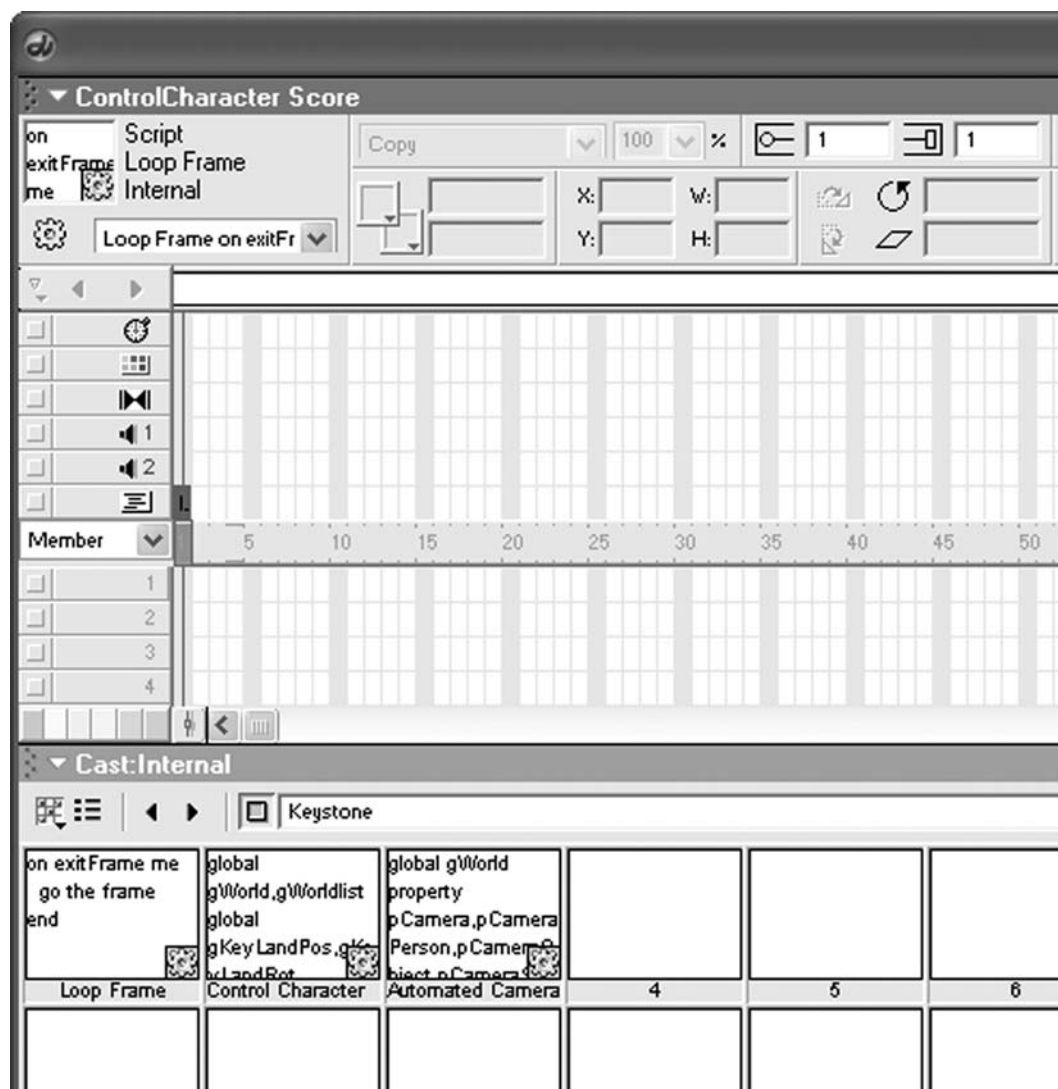 ControlCharacter Score
on
exitFrame
me
Script
Loop Frame
Internal
Copy
100
%
1
1
X:
W:
Y:
H:
Loop Frame on exitFr
1
2
Member
5 10 15 20 25 30 35 40 45 50
1
2
3
4
Cast:Internal
Keystone
on exitFrame me
go the frame
end
Loop Frame
global
gWorld,gWorldlist
global
gKeyLandPos,
Control Character
global gWorld
property
pCamera,pCamera
Person,
Automated Camera
4
5
6